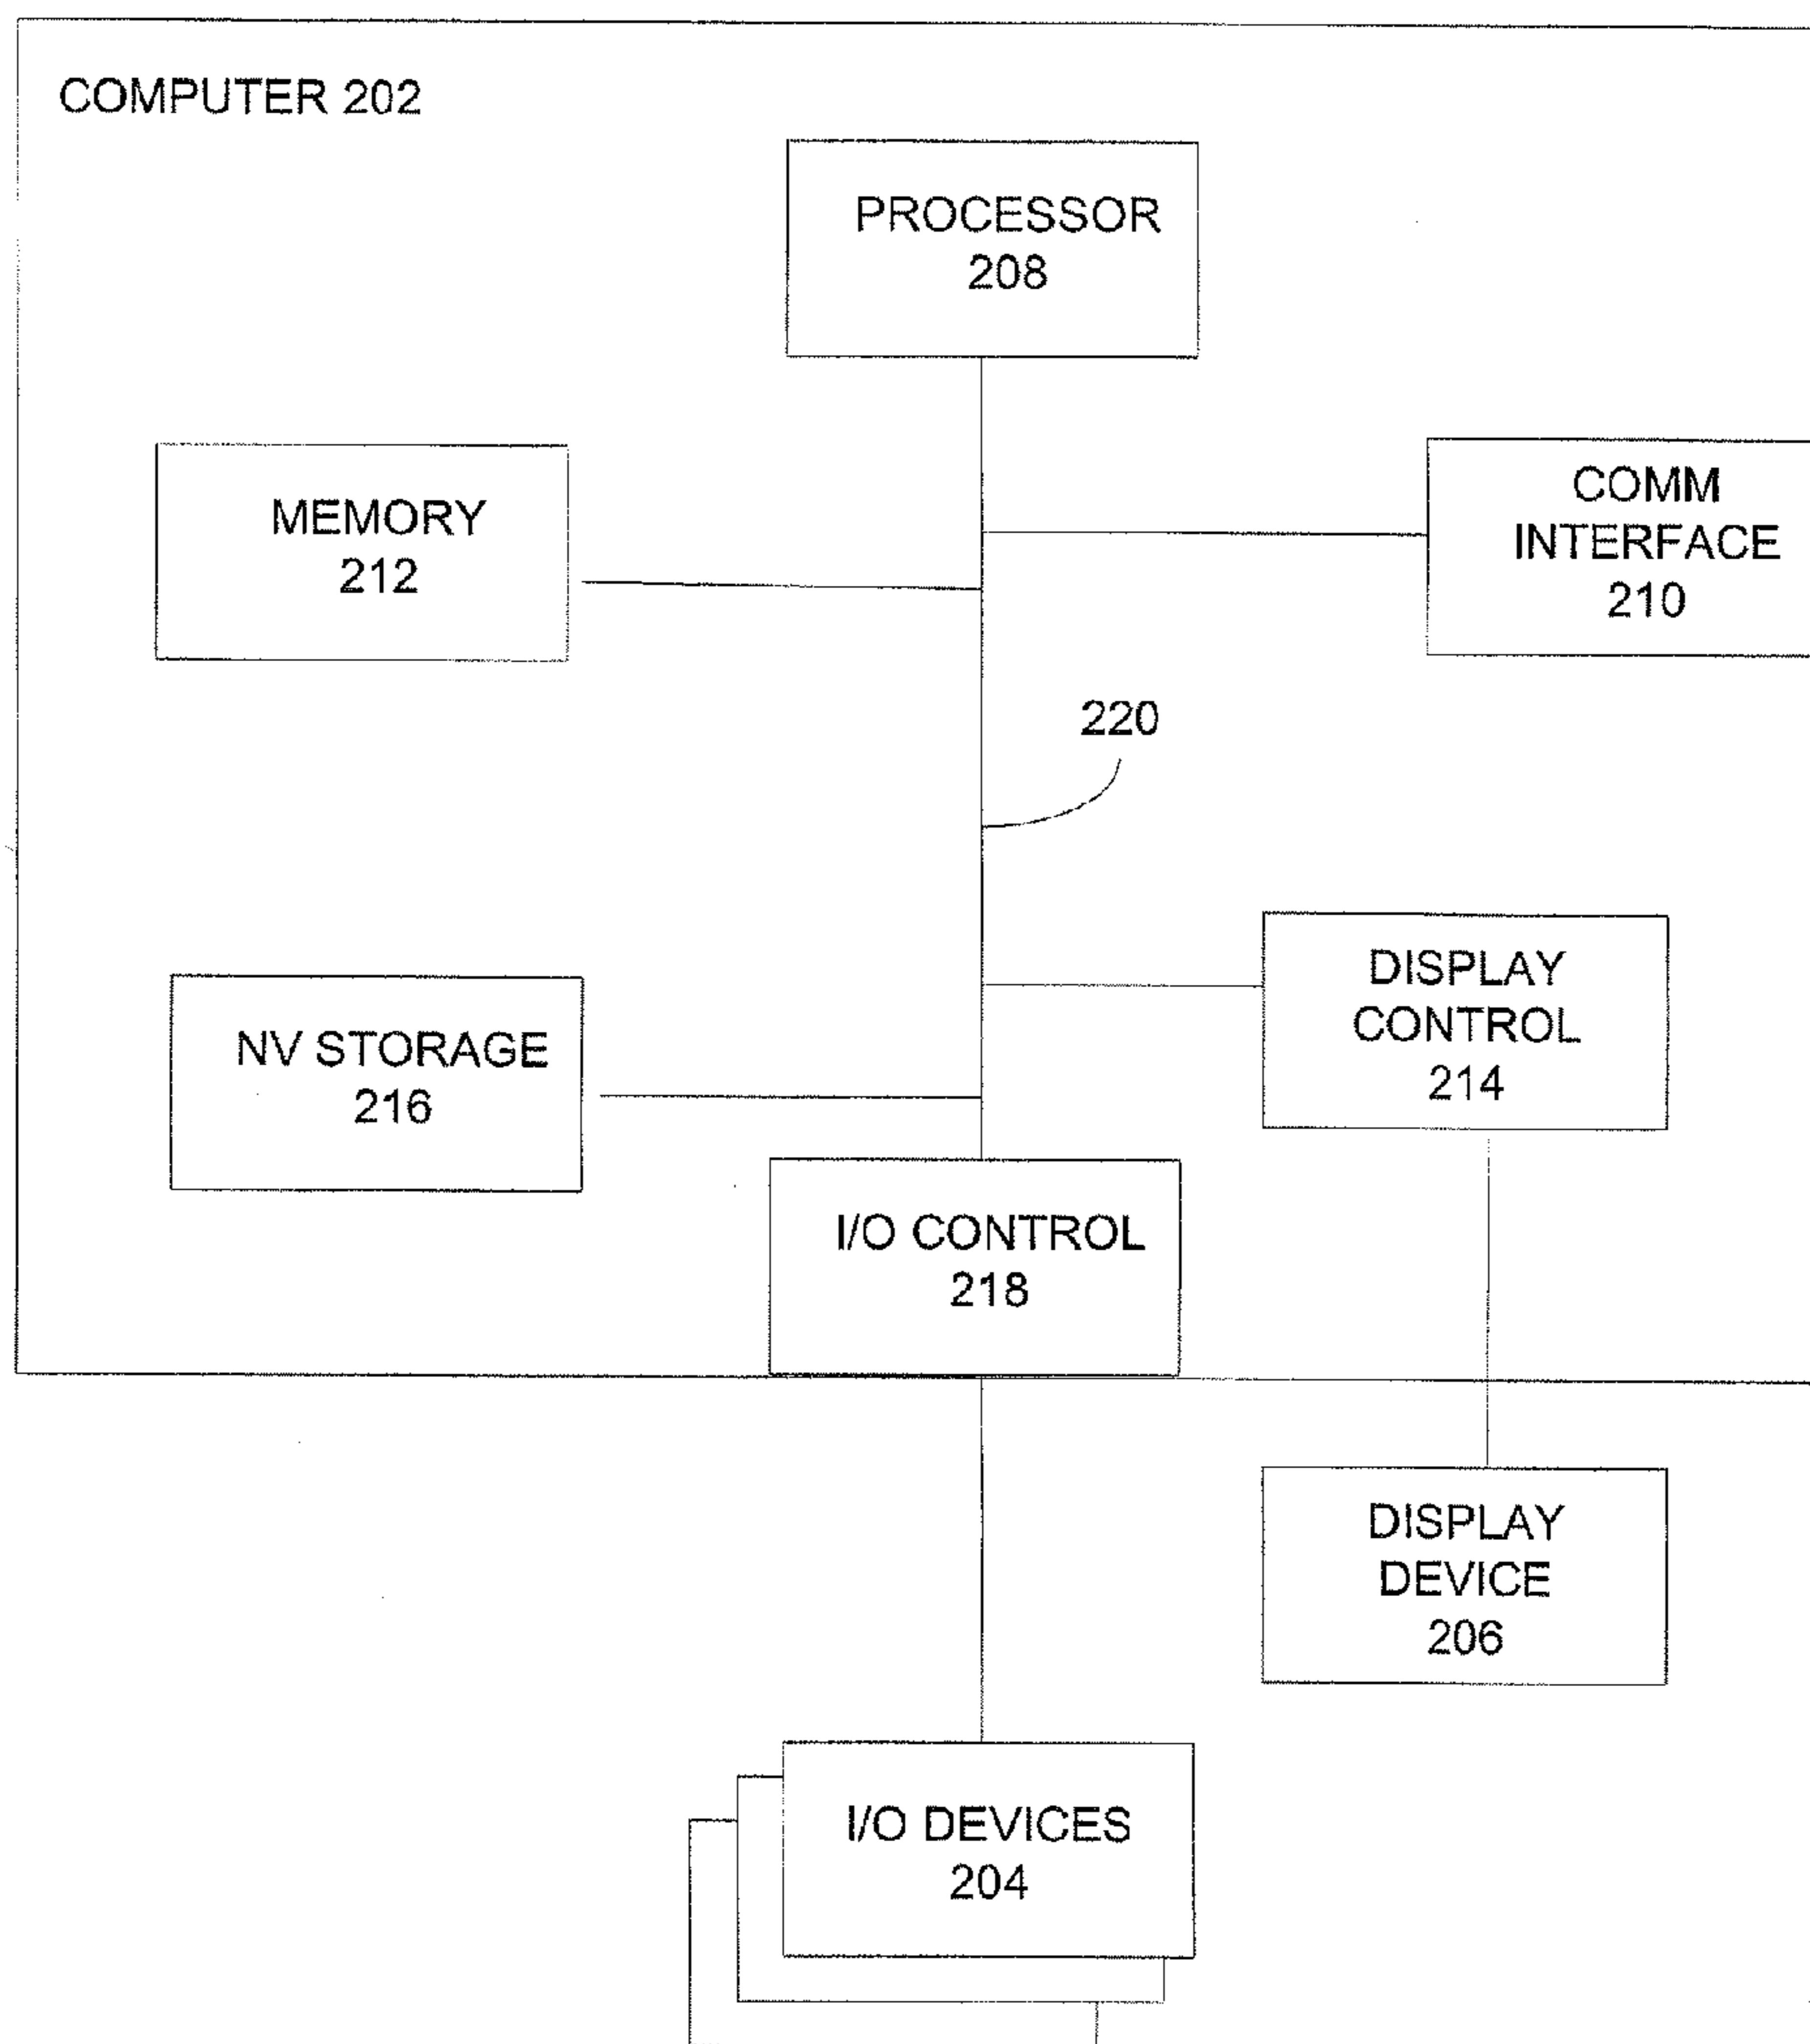 COMPUTER 202
PROCESSOR
208
MEMORY
212
COMM
INTERFACE
210
220
DISPLAY
CONTROL
214
NV STORAGE
216
I/O CONTROL
218
DISPLAY
DEVICE
206
I/O DEVICES
204